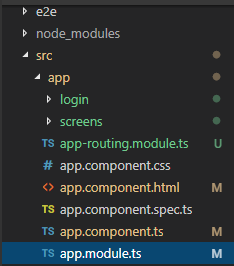 e2e
node_modules
src
app
login
screens
TS app-routing.module.ts U
# app.component.css
<> app.component.html M
TS app.component.spec.ts
TS app.component.ts M
TS app.module.ts M